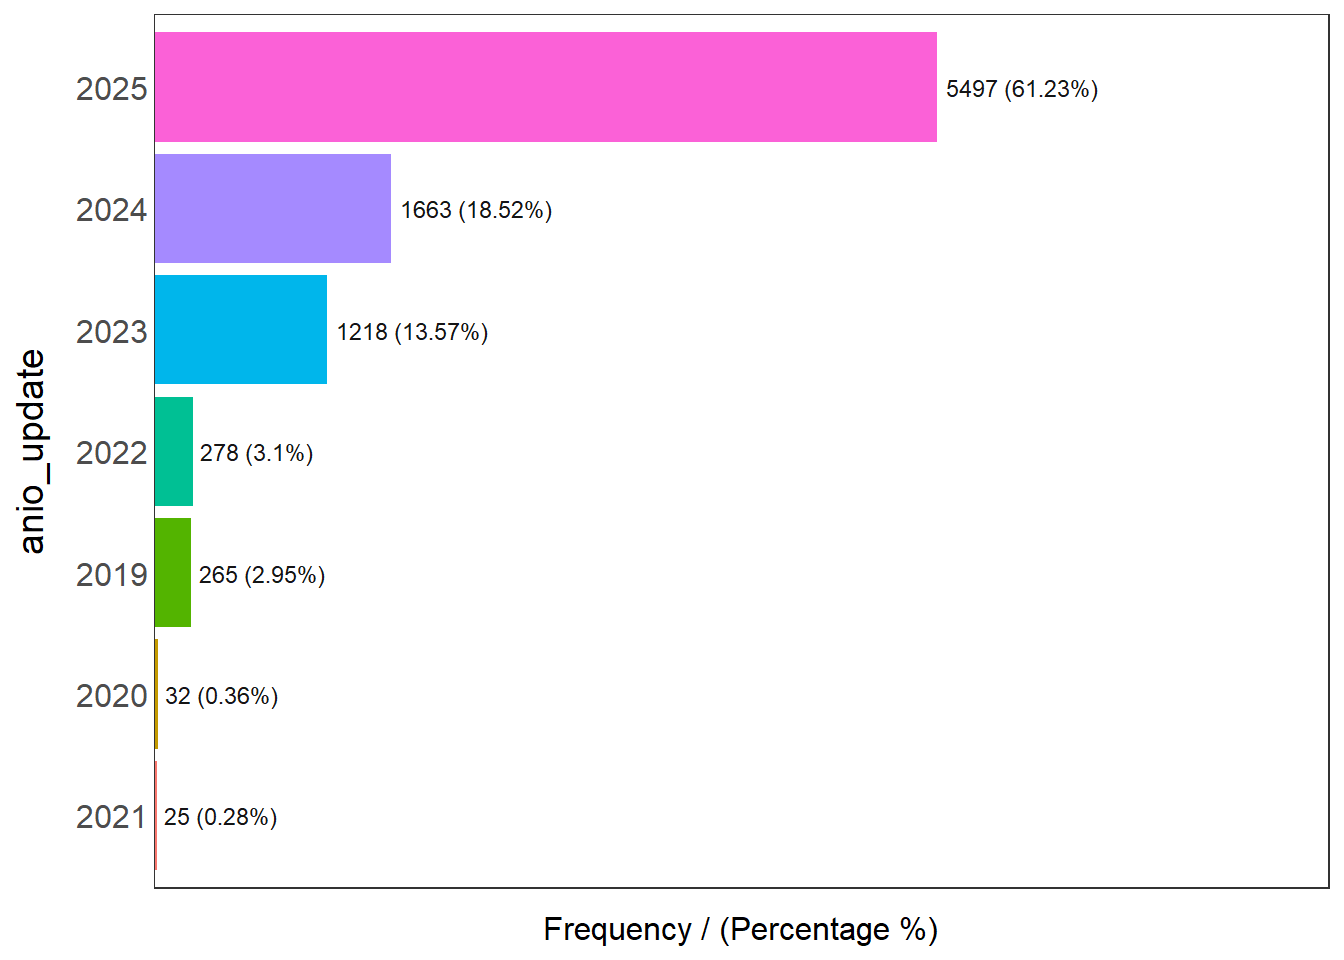 2025 5497 (61.23%)
2024 1663 (18.52%)
2023 1218 (13.57%)
2022 278 (3.1%)
2019 265 (2.95%)
2020 32 (0.36%)
2021 25 (0.28%)
anio_update
Frequency / (Percentage %)